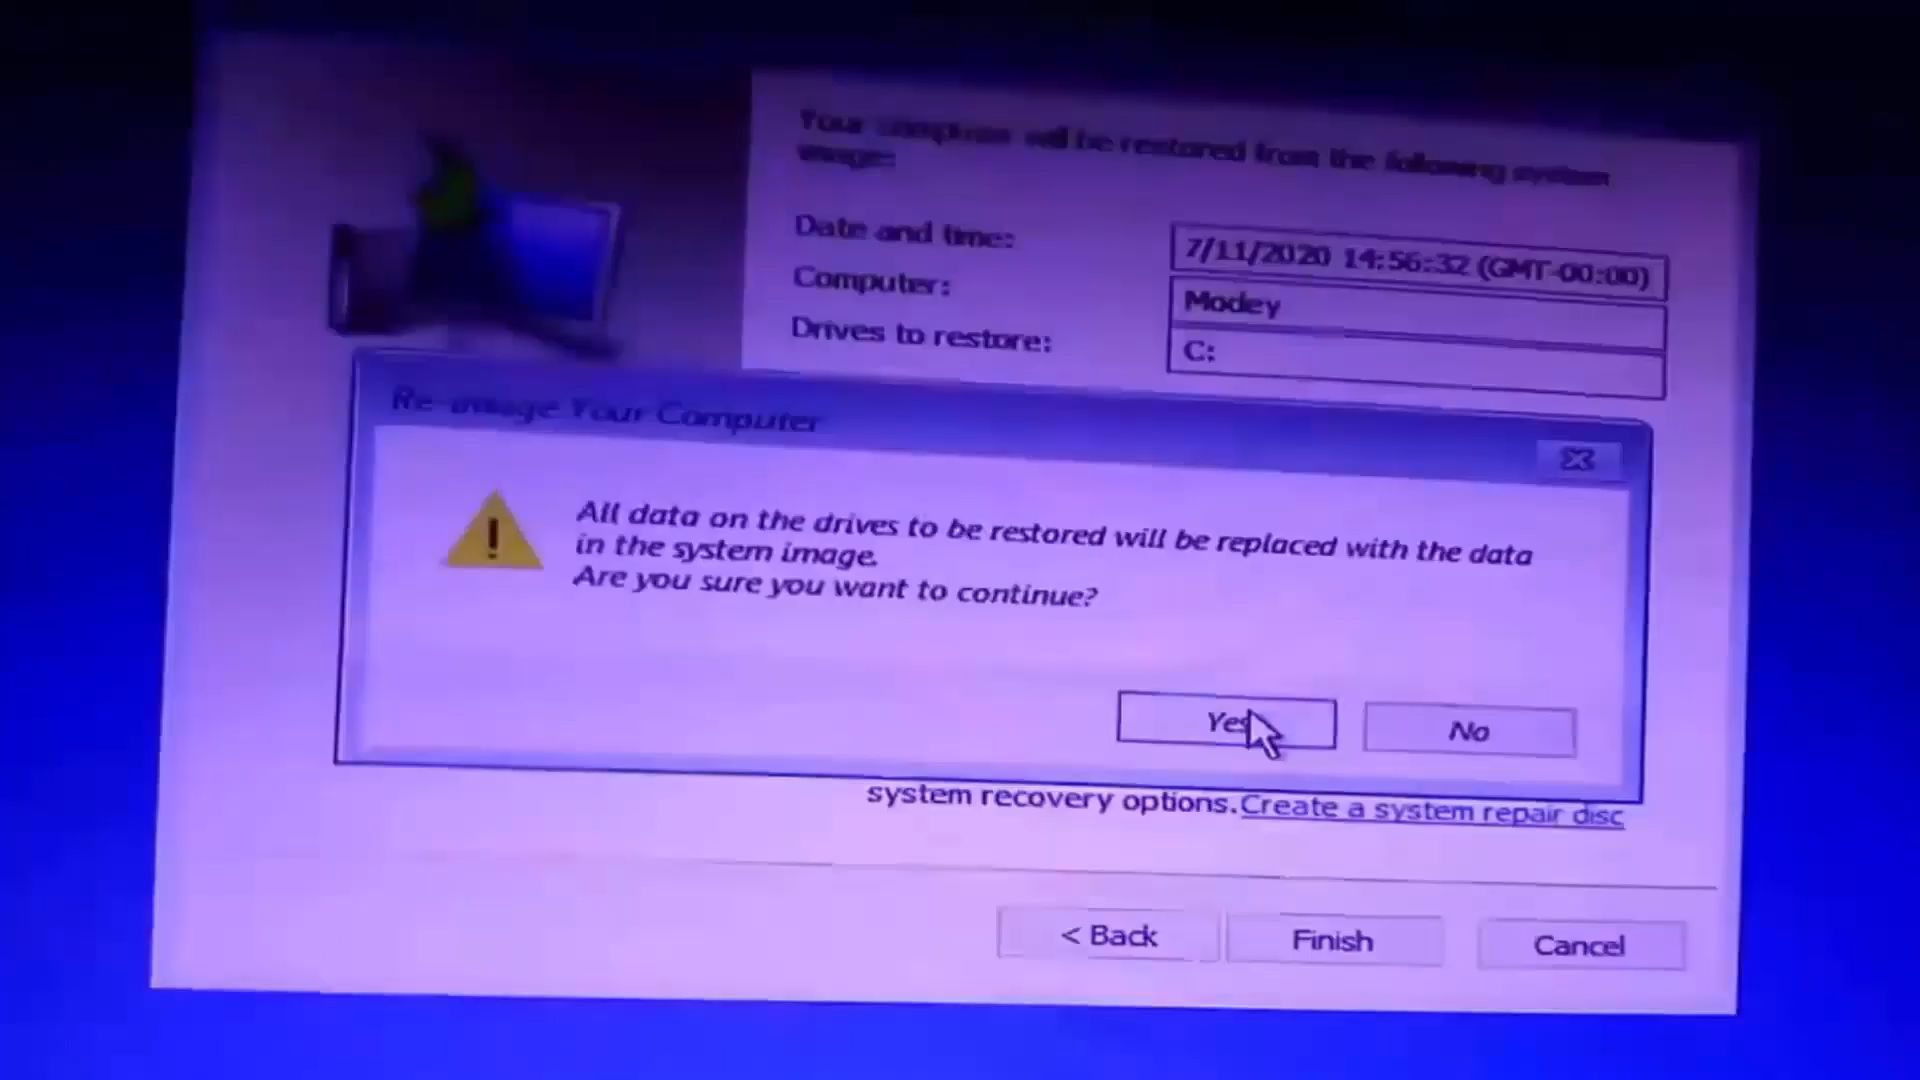 Your computer will be restored from the following system
image:
Date and time:
7/11/2020 14:56:32 (GMT-00:00)
Computer:
Modey
Drives to restore:
C:
Re-image Your Computer
All data on the drives to be restored will be replaced with the data
in the system image.
Are you sure you want to continue?
Yes
No
system recovery options. Create a system repair disc
< Back
Finish
Cancel